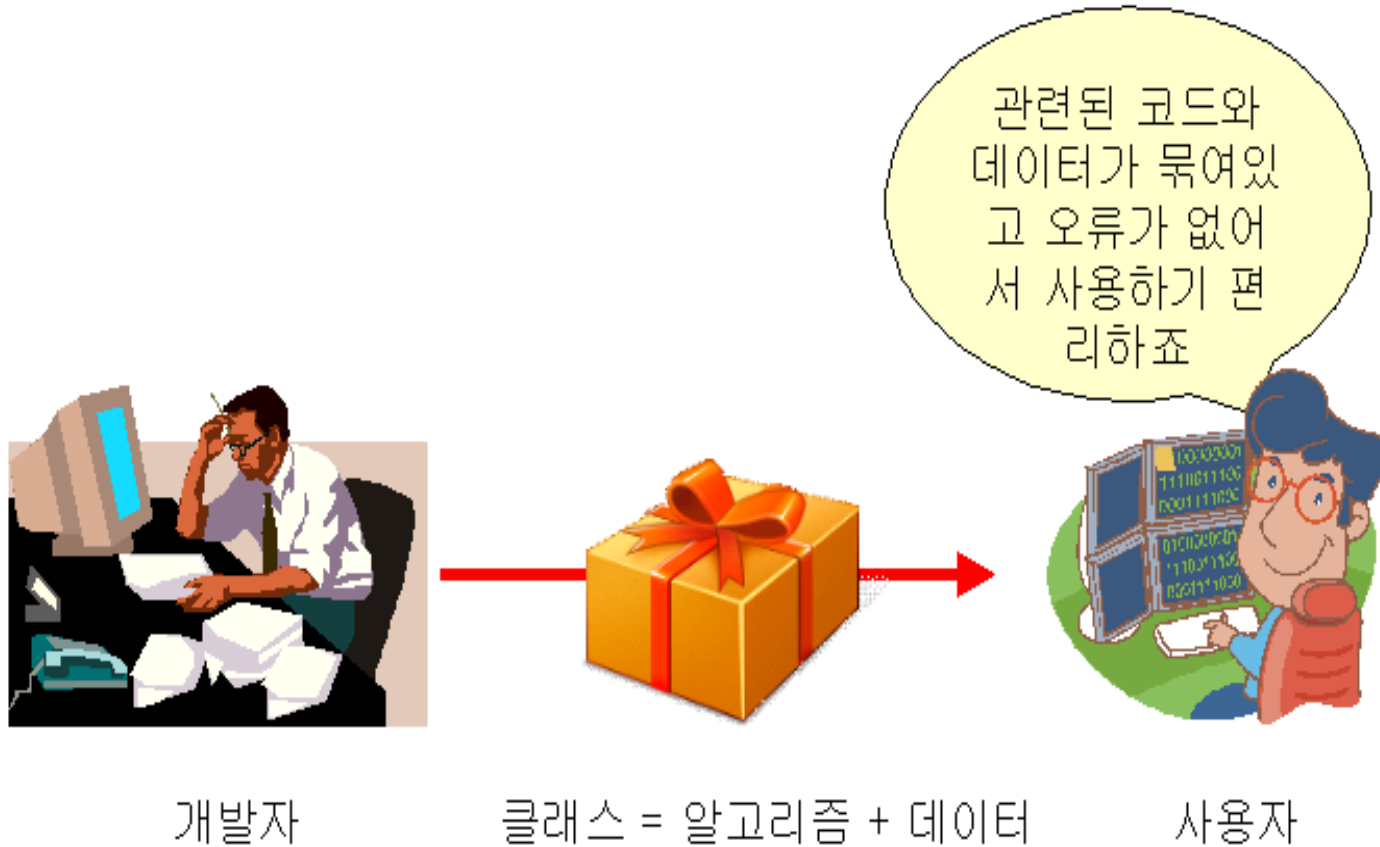 관련된 코드와
데이터가 묶여있
고 오류가 없어
서 사용하기 편
리하죠
개발자
클래스 = 알고리즘 + 데이터
사용자